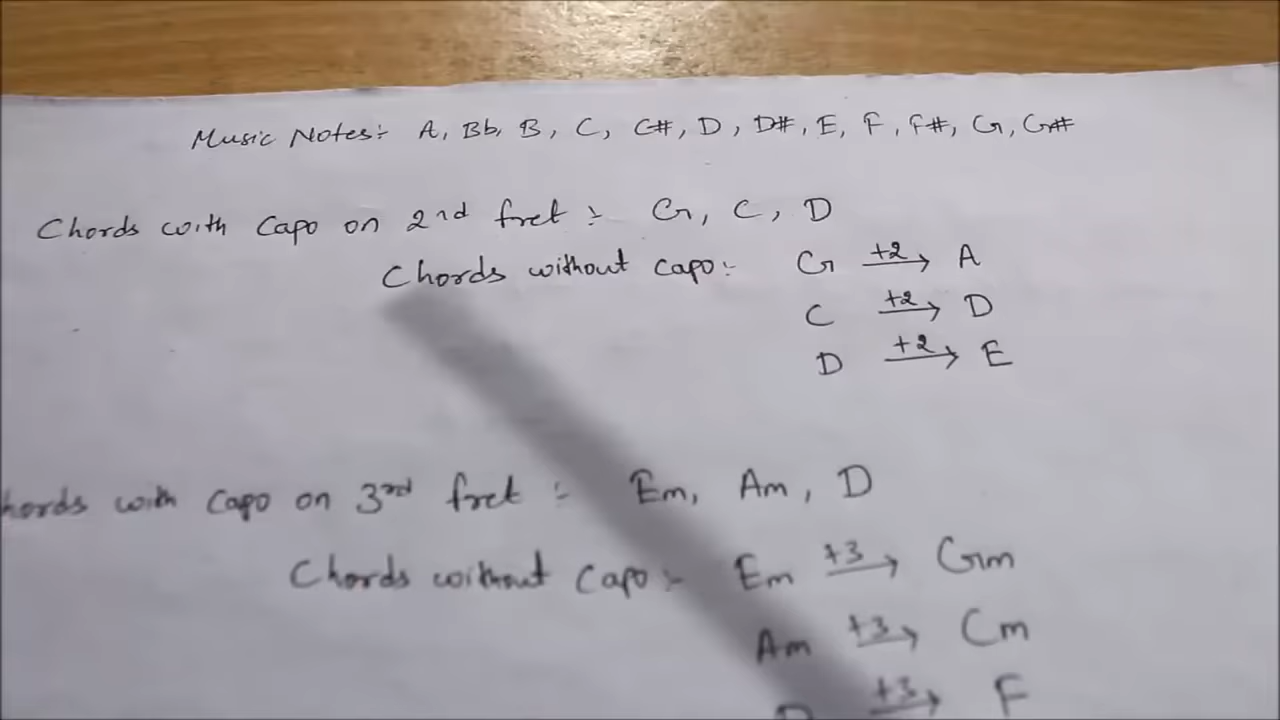 Music Notes:- A, Bb, B, C, C#, D, D#, E, F, F#, G, G#
Chords with Capo on 2nd fret :- G, C, D
Chords without capo:- G +2→ A
C +2→ D
D +2→ E
hords with Capo on 3rd fret :- Em, Am, D
Chords without Capo:- Em +3→ Gm
Am +3→ Cm
D +3→ F